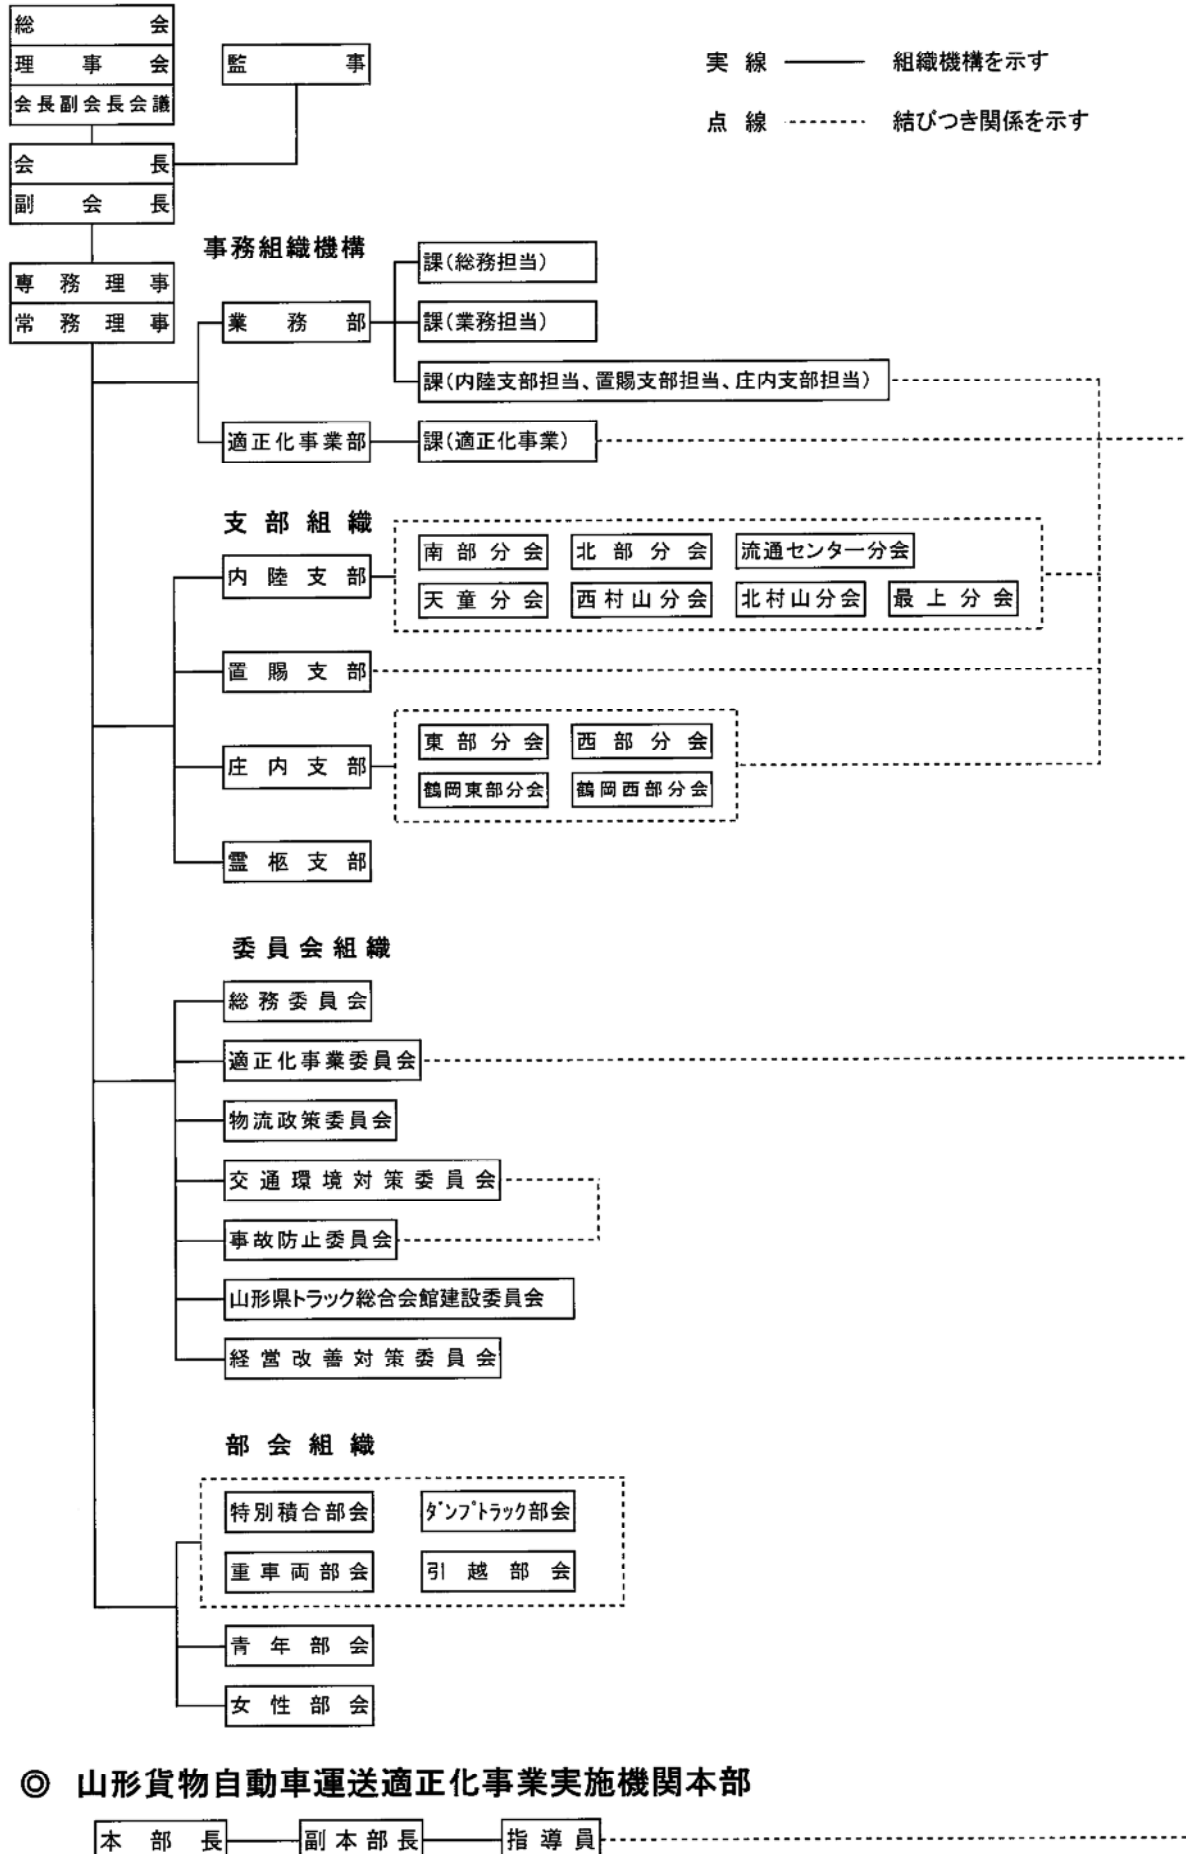 総会
理事会
会長副会長会議
監事
実線 組織機構を示す
点線 結びつき関係を示す
会長
副会長
専務理事
常務理事
事務組織機構
課(総務担当)
業務部
課(業務担当)
課(内陸支部担当、置賜支部担当、庄内支部担当)
適正化事業部
課(適正化事業)
支部組織
内陸支部
南部分会 北部分会 流通センター分会
天童分会 西村山分会 北村山分会 最上分会
置賜支部
庄内支部
東部分会 西部分会
鶴岡東部分会 鶴岡西部分会
霊柩支部
委員会組織
総務委員会
適正化事業委員会
物流政策委員会
交通環境対策委員会
事故防止委員会
山形県トラック総合会館建設委員会
経営改善対策委員会
部会組織
特別積合部会 ダンプトラック部会
重車両部会 引越部会
青年部会
女性部会
◎ 山形貨物自動車運送適正化事業実施機関本部
本部長 副本部長 指導員